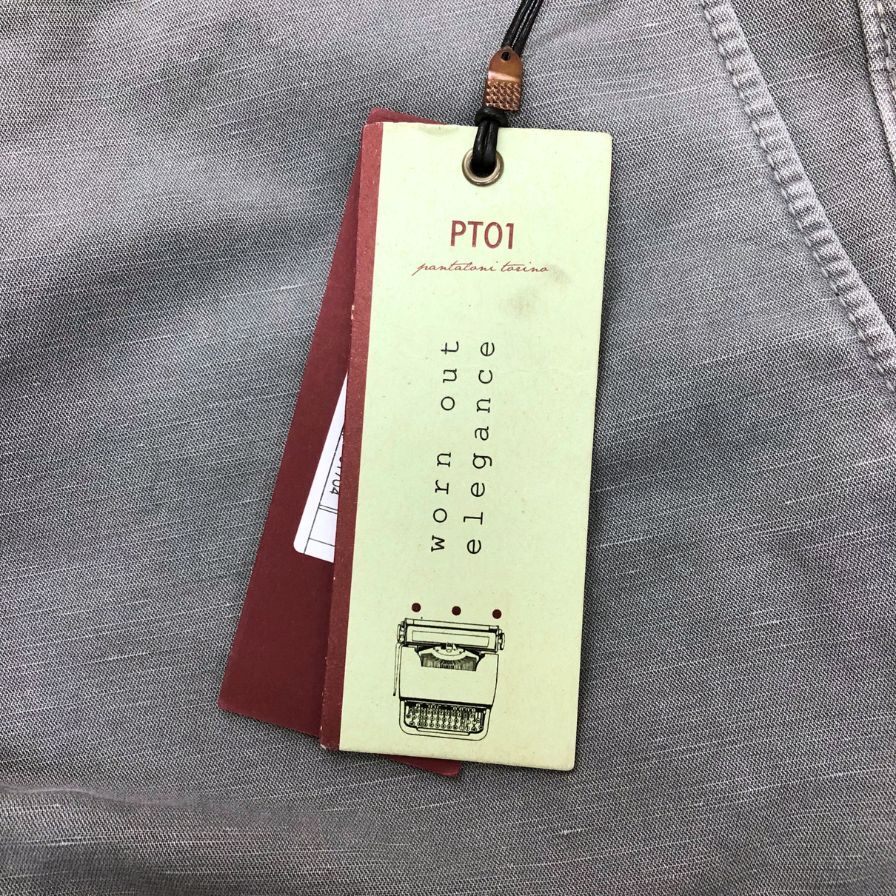 PT01
pantaloni torino
worn out
elegance